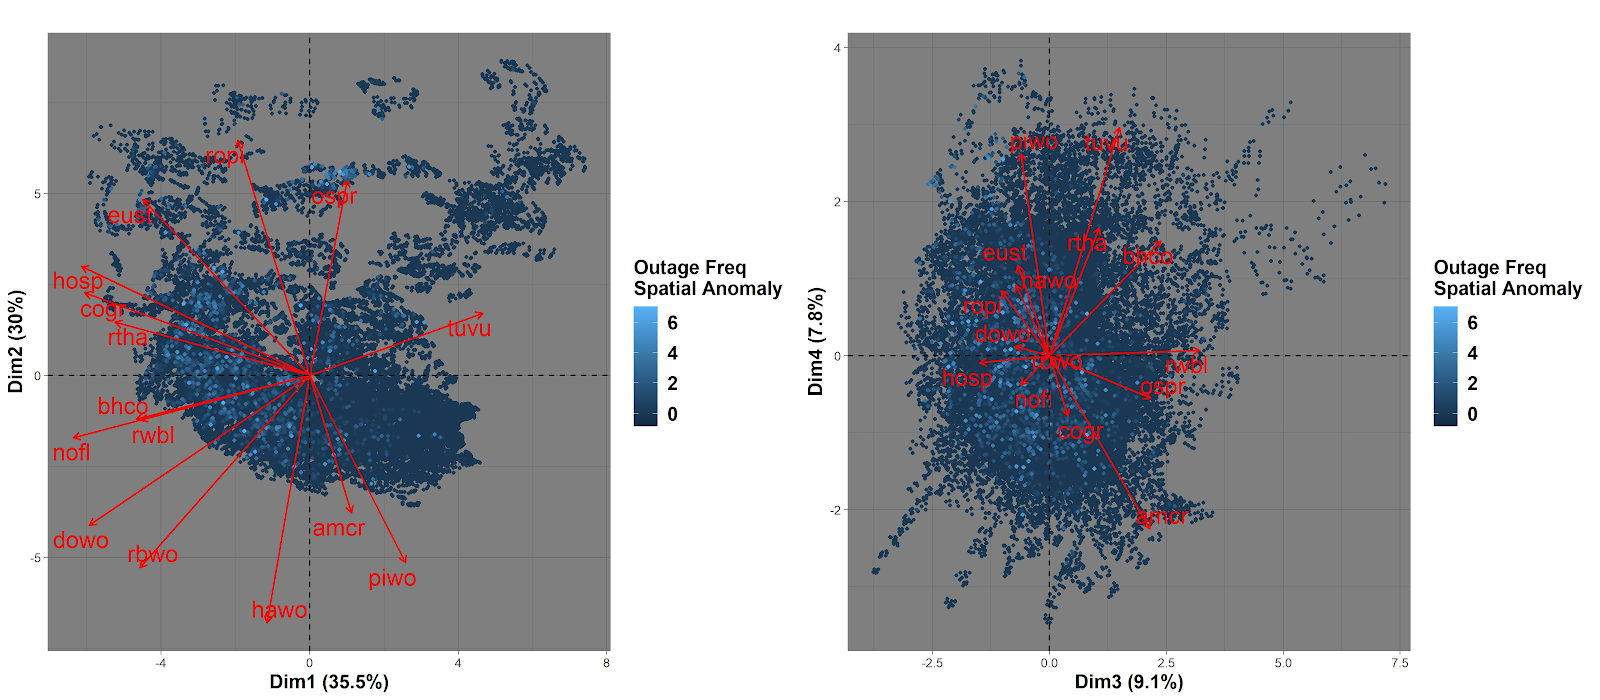 ropi
ospr
eust
hosp
cogr
rtha
tuvu
bhco
rwbl
nofl
dowo
rbwo
amcr
piwo
hawo
5
0
-5
-4
0
4
8
Dim2 (30%)
Dim1 (35.5%)
Outage Freq
Spatial Anomaly
6
4
2
0
piwo
tuvu
rtha
bhco
eust
hawo
ropi
dowo
rbwo
rwbl
hosp
ospr
nofl
cogr
amcr
4
2
0
-2
-2.5
0.0
2.5
5.0
7.5
Dim4 (7.8%)
Dim3 (9.1%)
Outage Freq
Spatial Anomaly
6
4
2
0